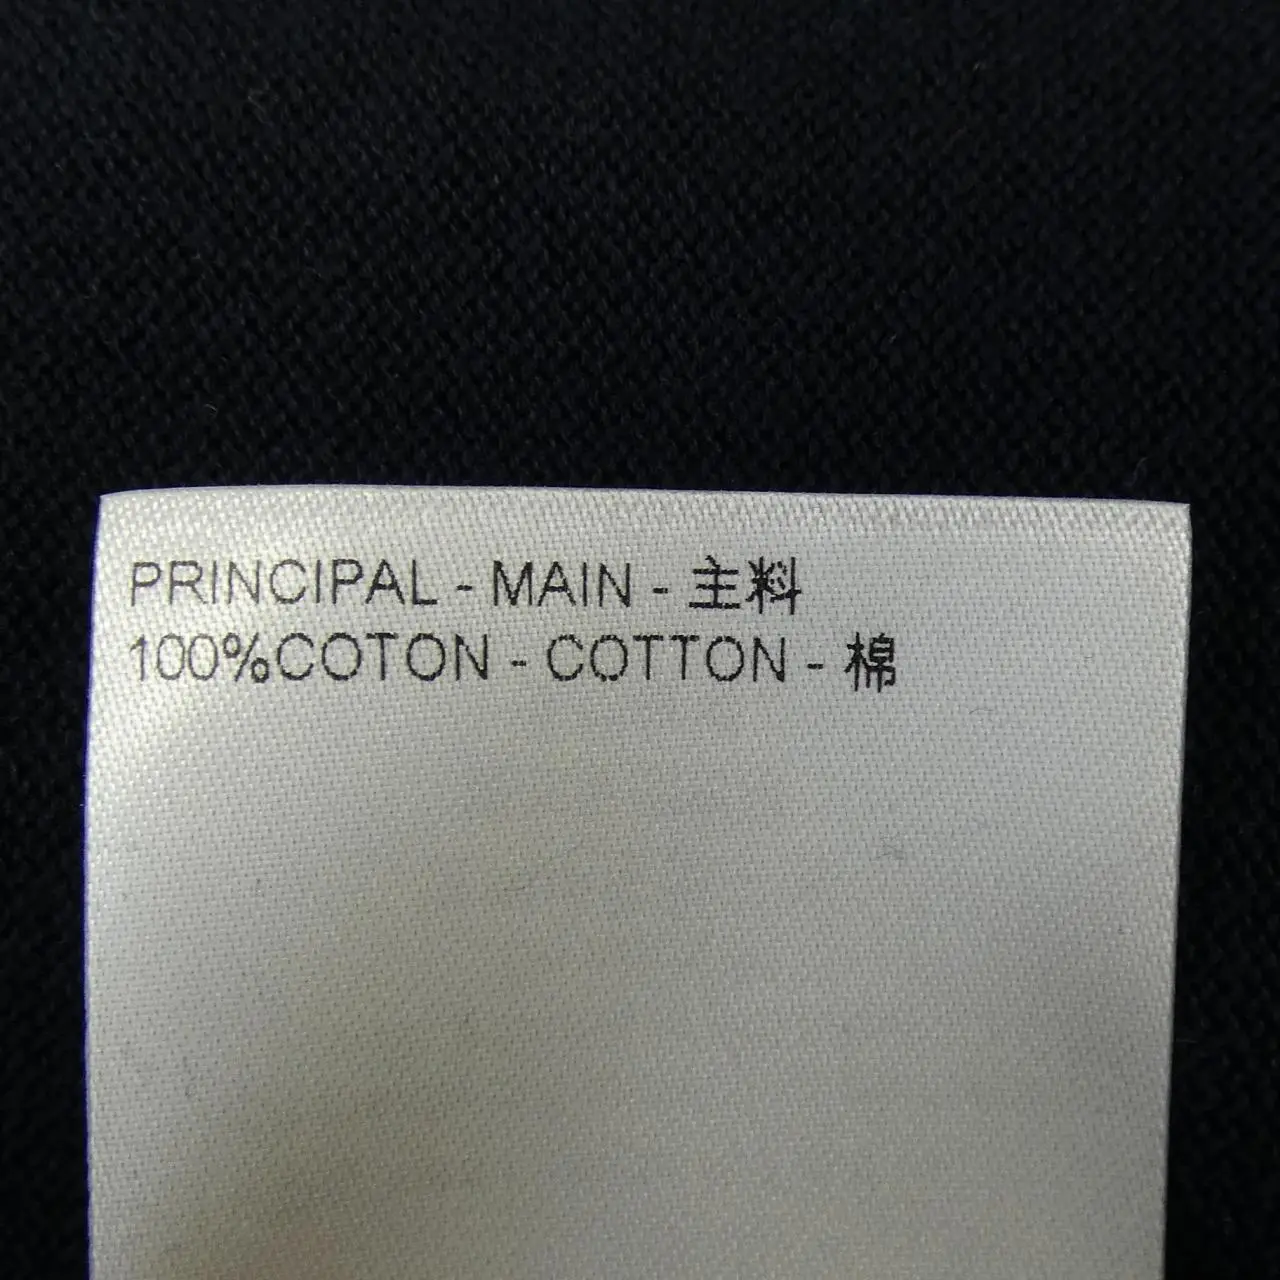 PRINCIPAL - MAIN - 主料
100%COTON - COTTON - 棉